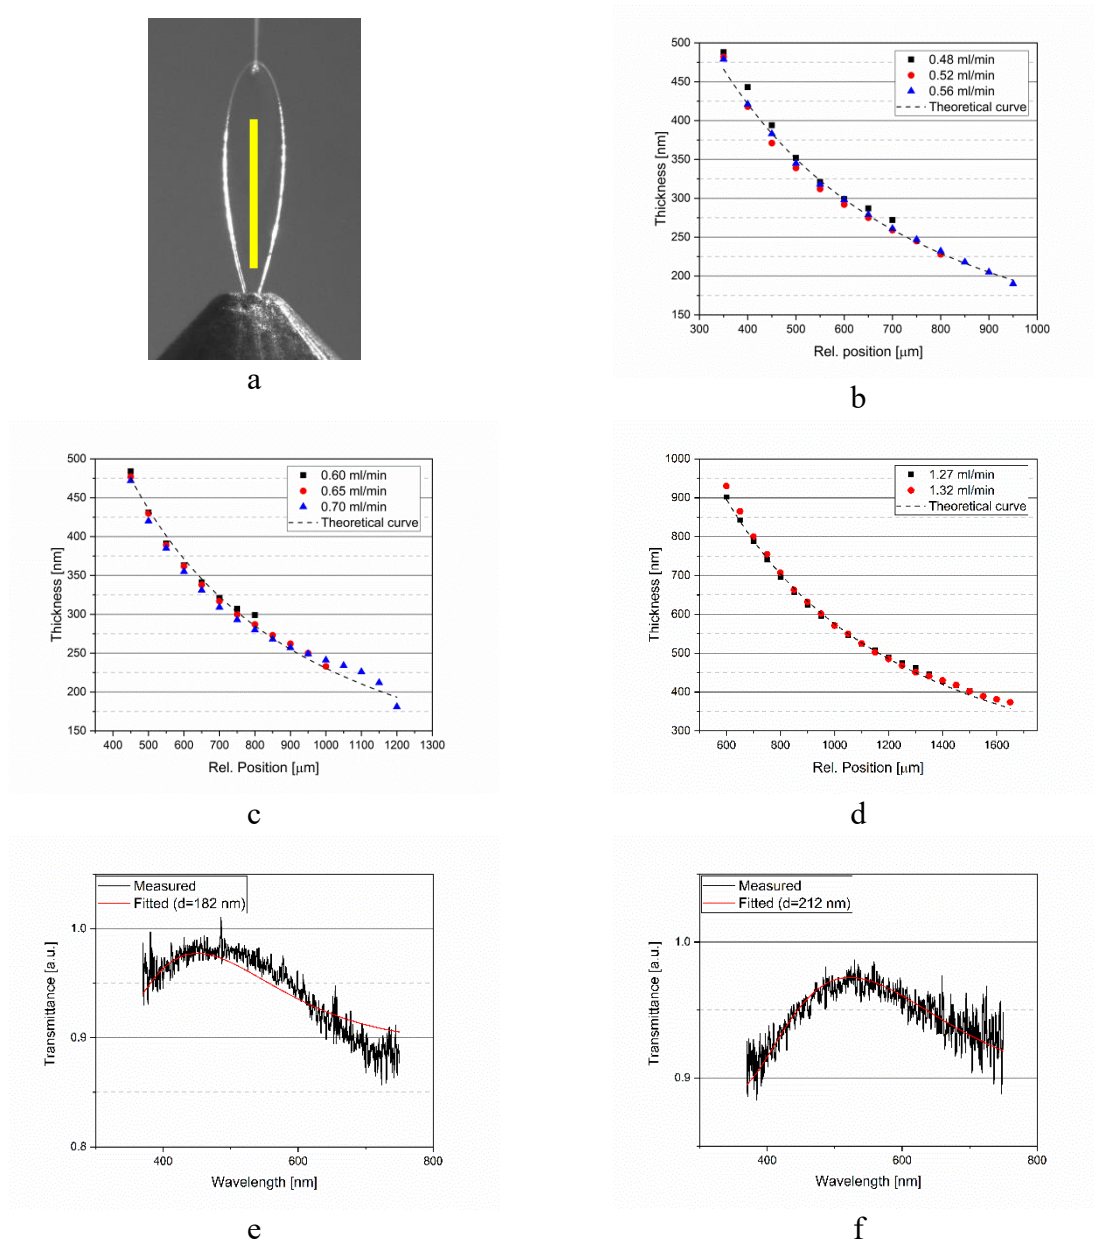 a
500
450
400
350
300
250
200
150
300
400
500
600
700
800
900
1000
Thickness [nm]
Rel. position [μm]
0.48 ml/min
0.52 ml/min
0.56 ml/min
Theoretical curve
b
500
450
400
350
300
250
200
150
400
500
600
700
800
900
1000
1100
1200
1300
Thickness [nm]
Rel. Position [μm]
0.60 ml/min
0.65 ml/min
0.70 ml/min
Theoretical curve
c
1000
900
800
700
600
500
400
300
600
800
1000
1200
1400
1600
Thickness [nm]
Rel. Position [μm]
1.27 ml/min
1.32 ml/min
Theoretical curve
d
Measured
Fitted (d=182 nm)
1.0
0.9
0.8
400
600
800
Transmittance [a.u.]
Wavelength [nm]
e
Measured
Fitted (d=212 nm)
1.0
0.9
400
600
800
Transmittance [a.u.]
Wavelength [nm]
f